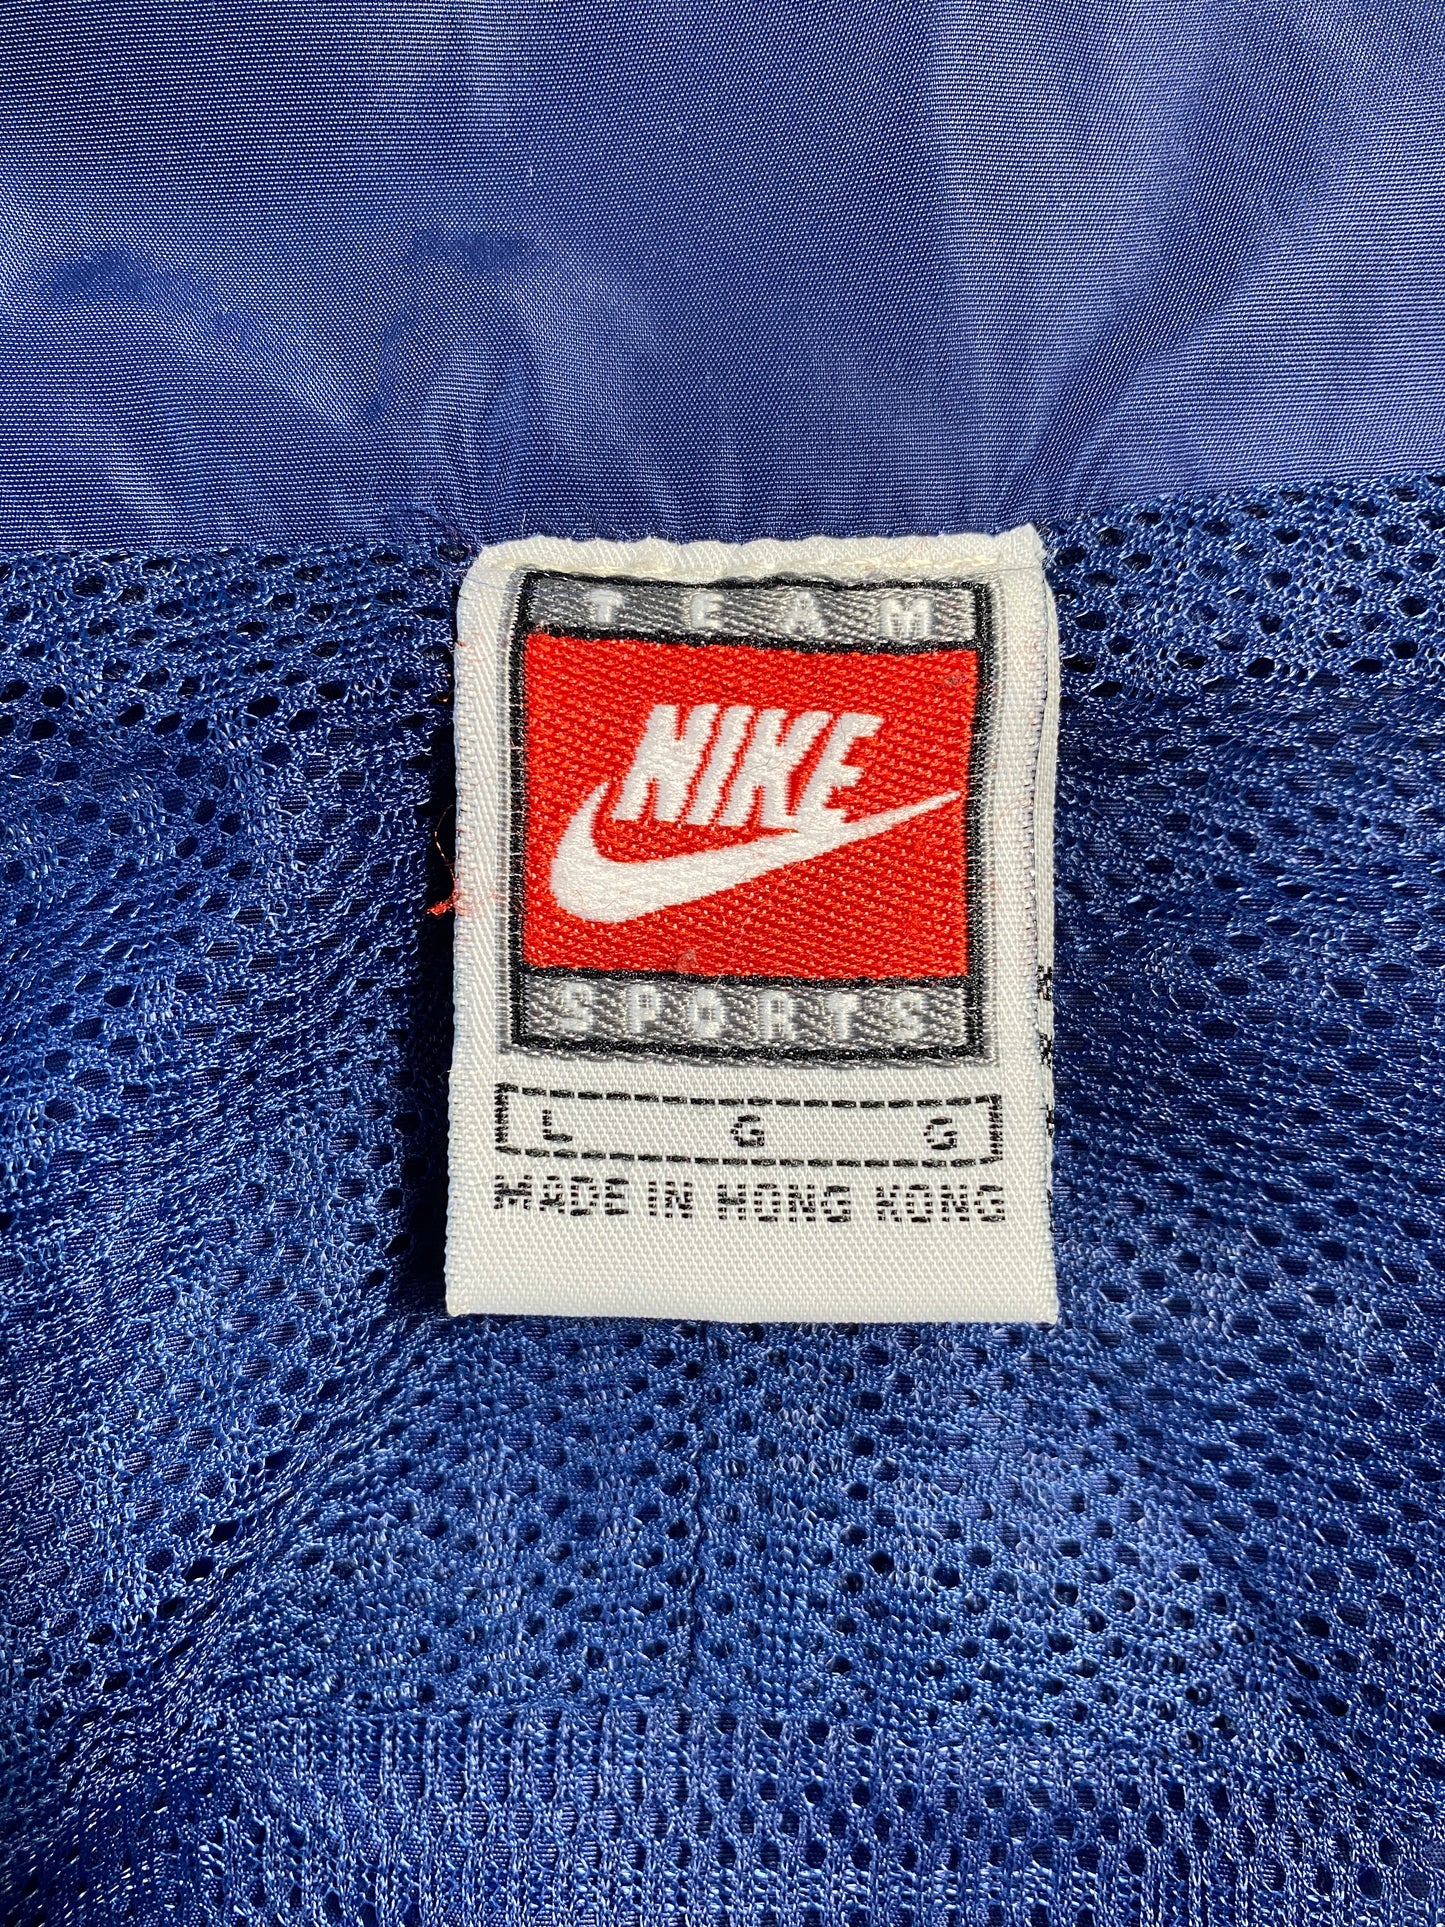 TEAM
NIKE
SPORTS
L G G
MADE IN HONG KONG